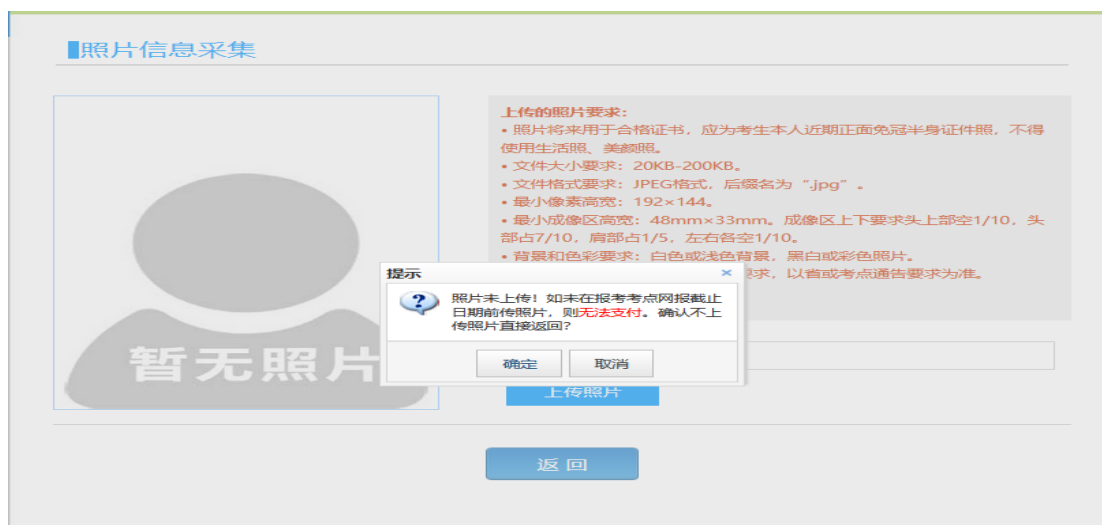 照片信息采集
上传的照片要求：
• 照片将来用于合格证书，应为考生本人近期正面免冠半身证件照，不得
使用生活照、美颜照。
• 文件大小要求：20KB-200KB。
• 文件格式要求：JPEG格式，后缀名为“.jpg”。
• 最小像素高宽：192×144。
• 最小成像区高宽：48mm×33mm。成像区上下要求头上部空1/10，头
部占7/10，肩部占1/5，左右各空1/10。
• 背景和色彩要求：白色或浅色背景，黑白或彩色照片。
要求，以省或考点通告要求为准。
提示 ×
照片未上传！如未在报考考点网报截止
日期前传照片，则无法支付。确认不上
传照片直接返回？
确定 取消
暂无照片
上传照片
返 回